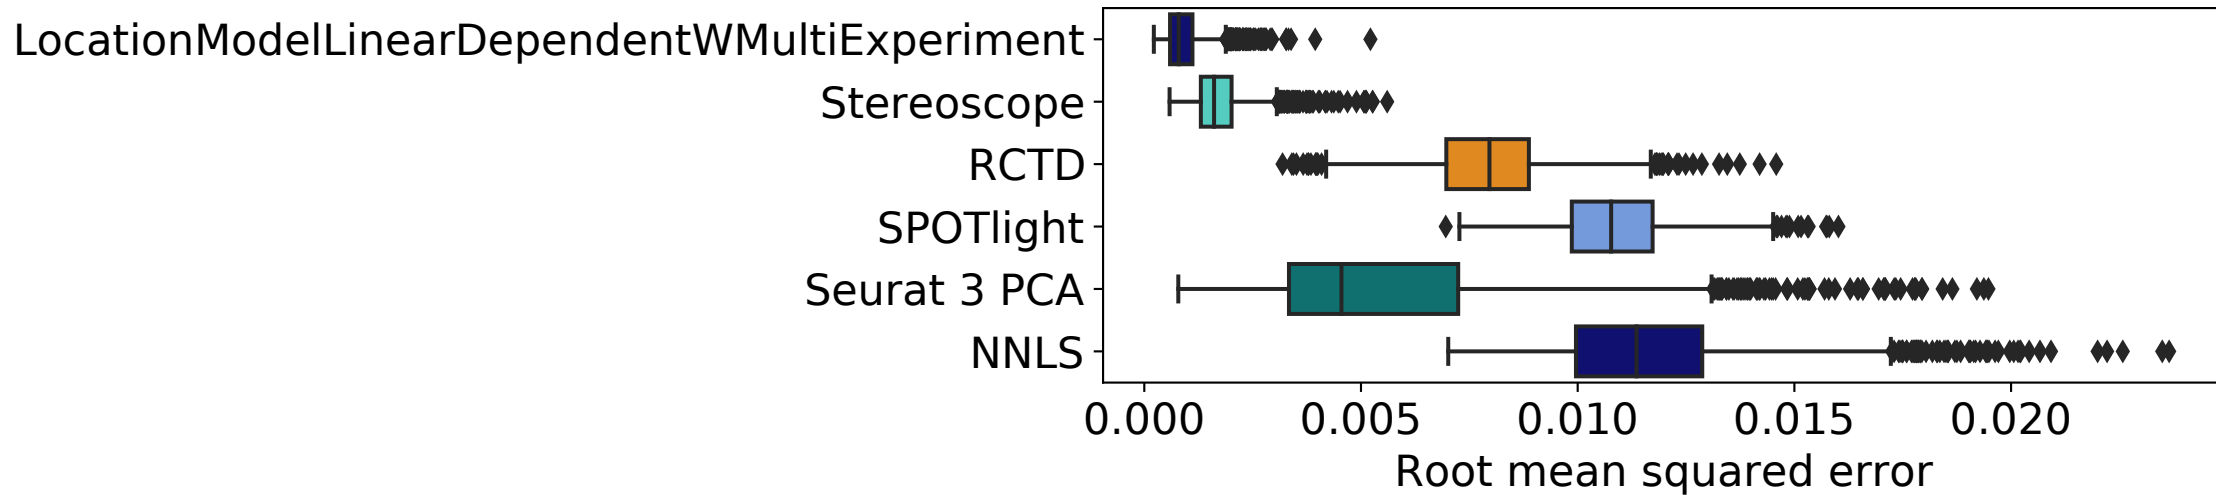 LocationModelLinearDependentWMultiExperiment
Stereoscope
RCTD
SPOTlight
Seurat 3 PCA
NNLS
0.000 0.005 0.010 0.015 0.020
Root mean squared error